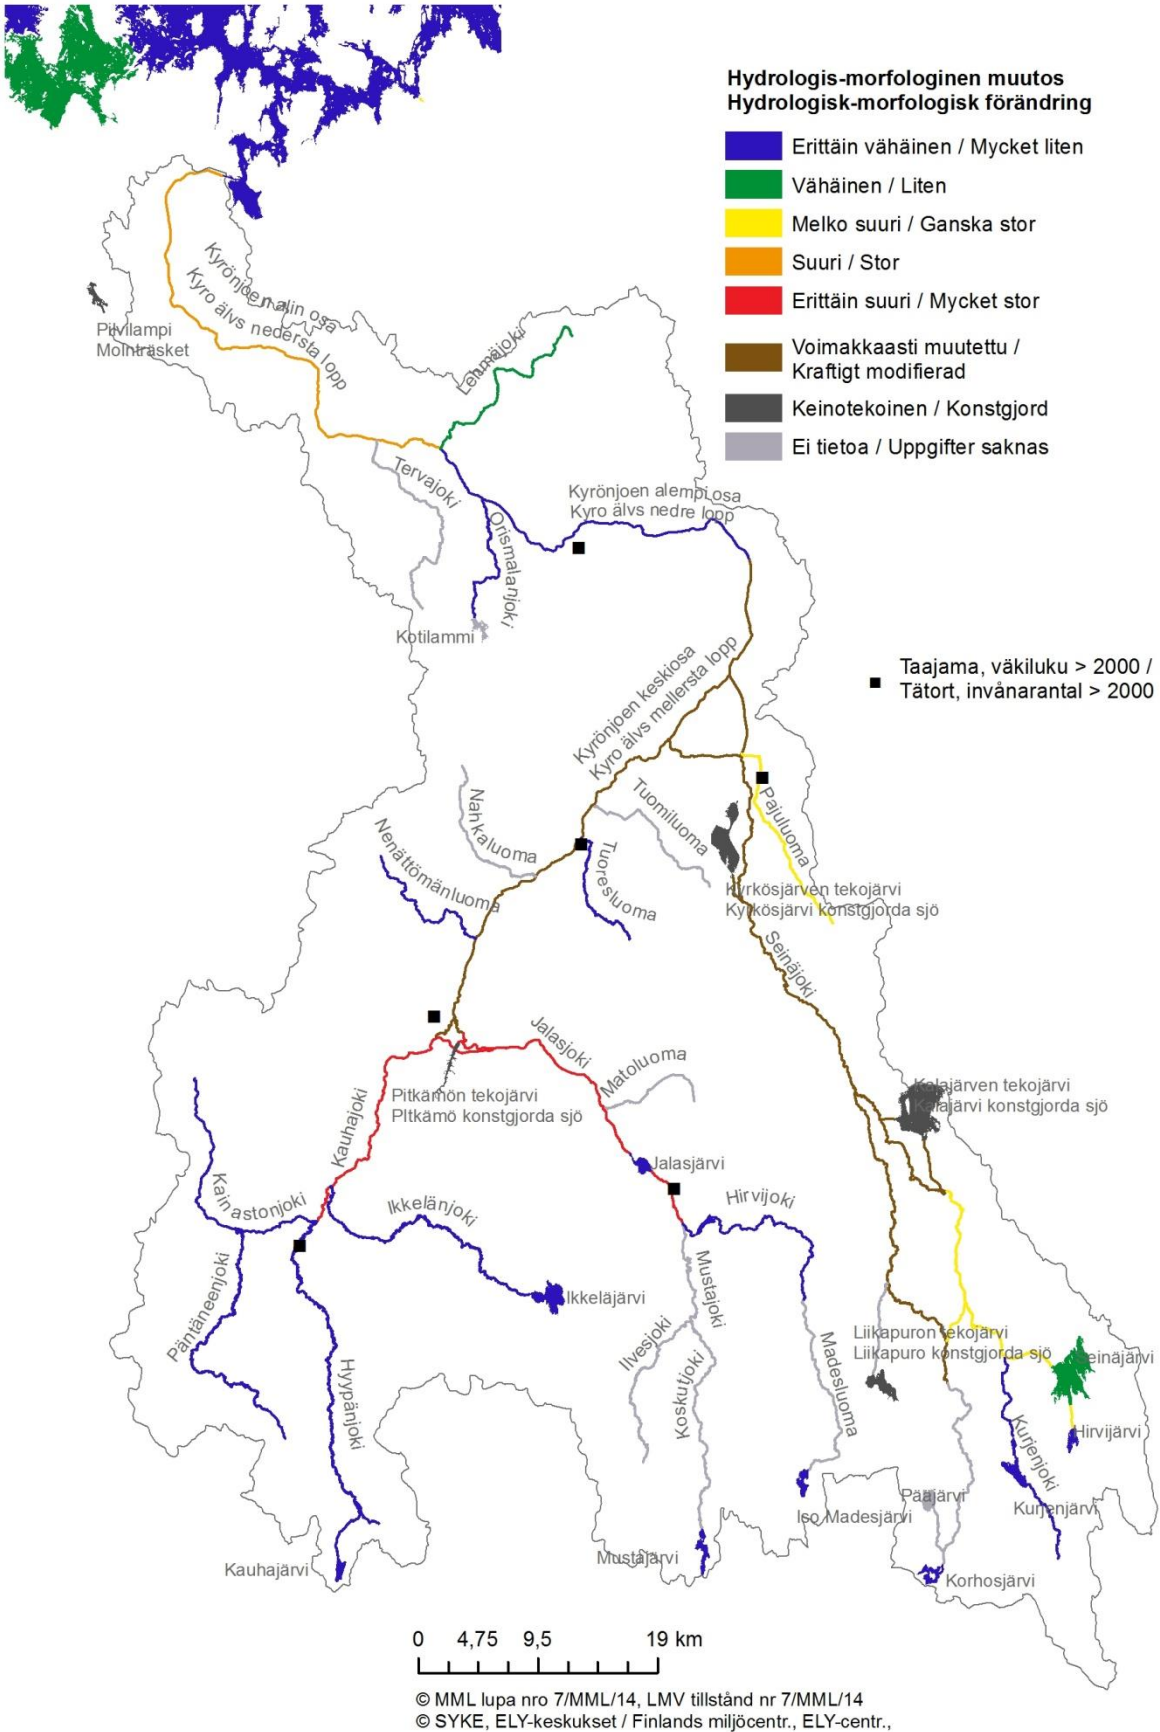 Hydrologis-morfologinen muutos
Hydrologisk-morfologisk förändring
Erittäin vähäinen / Mycket liten
Vähäinen / Liten
Melko suuri / Ganska stor
Suuri / Stor
Erittäin suuri / Mycket stor
Voimakkaasti muutettu /
Kraftigt modifierad
Keinotekoinen / Konstgjord
Ei tietoa / Uppgifter saknas
Kyrönjoen alin osa
Kyro älvs nedersta lopp
Pilvilampi
Molnträsket
Lehmäjoki
Tervajoki
Orismalanjoki
Kyrönjoen alempi osa
Kyro älvs nedre lopp
Kotilammi
Taajama, väkiluku > 2000 /
Tätort, invånarantal > 2000
Kyrönjoen keskiosa
Kyro älvs mellersta lopp
Nahkaluoma
Tuomiluoma
Pajuluoma
Nenättömänluoma
Tuoresluoma
Kyrkösjärven tekojärvi
Kyrkösjärvi konstgjorda sjö
Seinäjoki
Jalasjoki
Matoluoma
Kalajärven tekojärvi
Kalajärvi konstgjorda sjö
Pitkämön tekojärvi
PItkämö konstgjorda sjö
Kauhajoki
Jalasjärvi
Kainastonjoki
Ikkelänjoki
Hirvijoki
Mustajoki
Päntäneenjoki
Ikkeläjärvi
Ilvesjoki
Koskutjoki
Madesluoma
Liikapuron tekojärvi
Liikapuro konstgjorda sjö
Seinäjärvi
Hyypänjoki
Kurjenjoki
Hirvijärvi
Pääjärvi
Iso Madesjärvi
Kurjenjärvi
Kauhajärvi
Mustajärvi
Korhosjärvi
0 4,75 9,5 19 km
© MML lupa nro 7/MML/14, LMV tillstånd nr 7/MML/14
© SYKE, ELY-keskukset / Finlands miljöcentr., ELY-centr.,